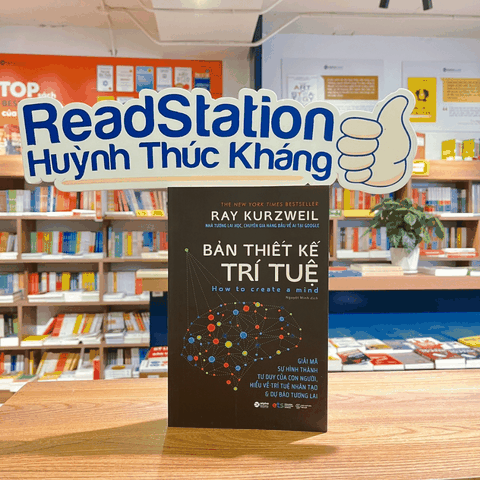 TOP
ReadStation
Huỳnh Thúc Kháng
THE NEW YORK TIMES BESTSELLER
RAY KURZWEIL
NHÀ TƯƠNG LAI HỌC, CHUYÊN GIA HÀNG ĐẦU VỀ AI TẠI GOOGLE
BẢN THIẾT KẾ
TRÍ TUỆ
How to create a mind
GIẢI MÃ
SỰ HÌNH THÀNH
TƯ DUY CỦA CON NGƯỜI,
HIỂU VỀ TRÍ TUỆ NHÂN TẠO
& DỰ BÁO TƯƠNG LAI